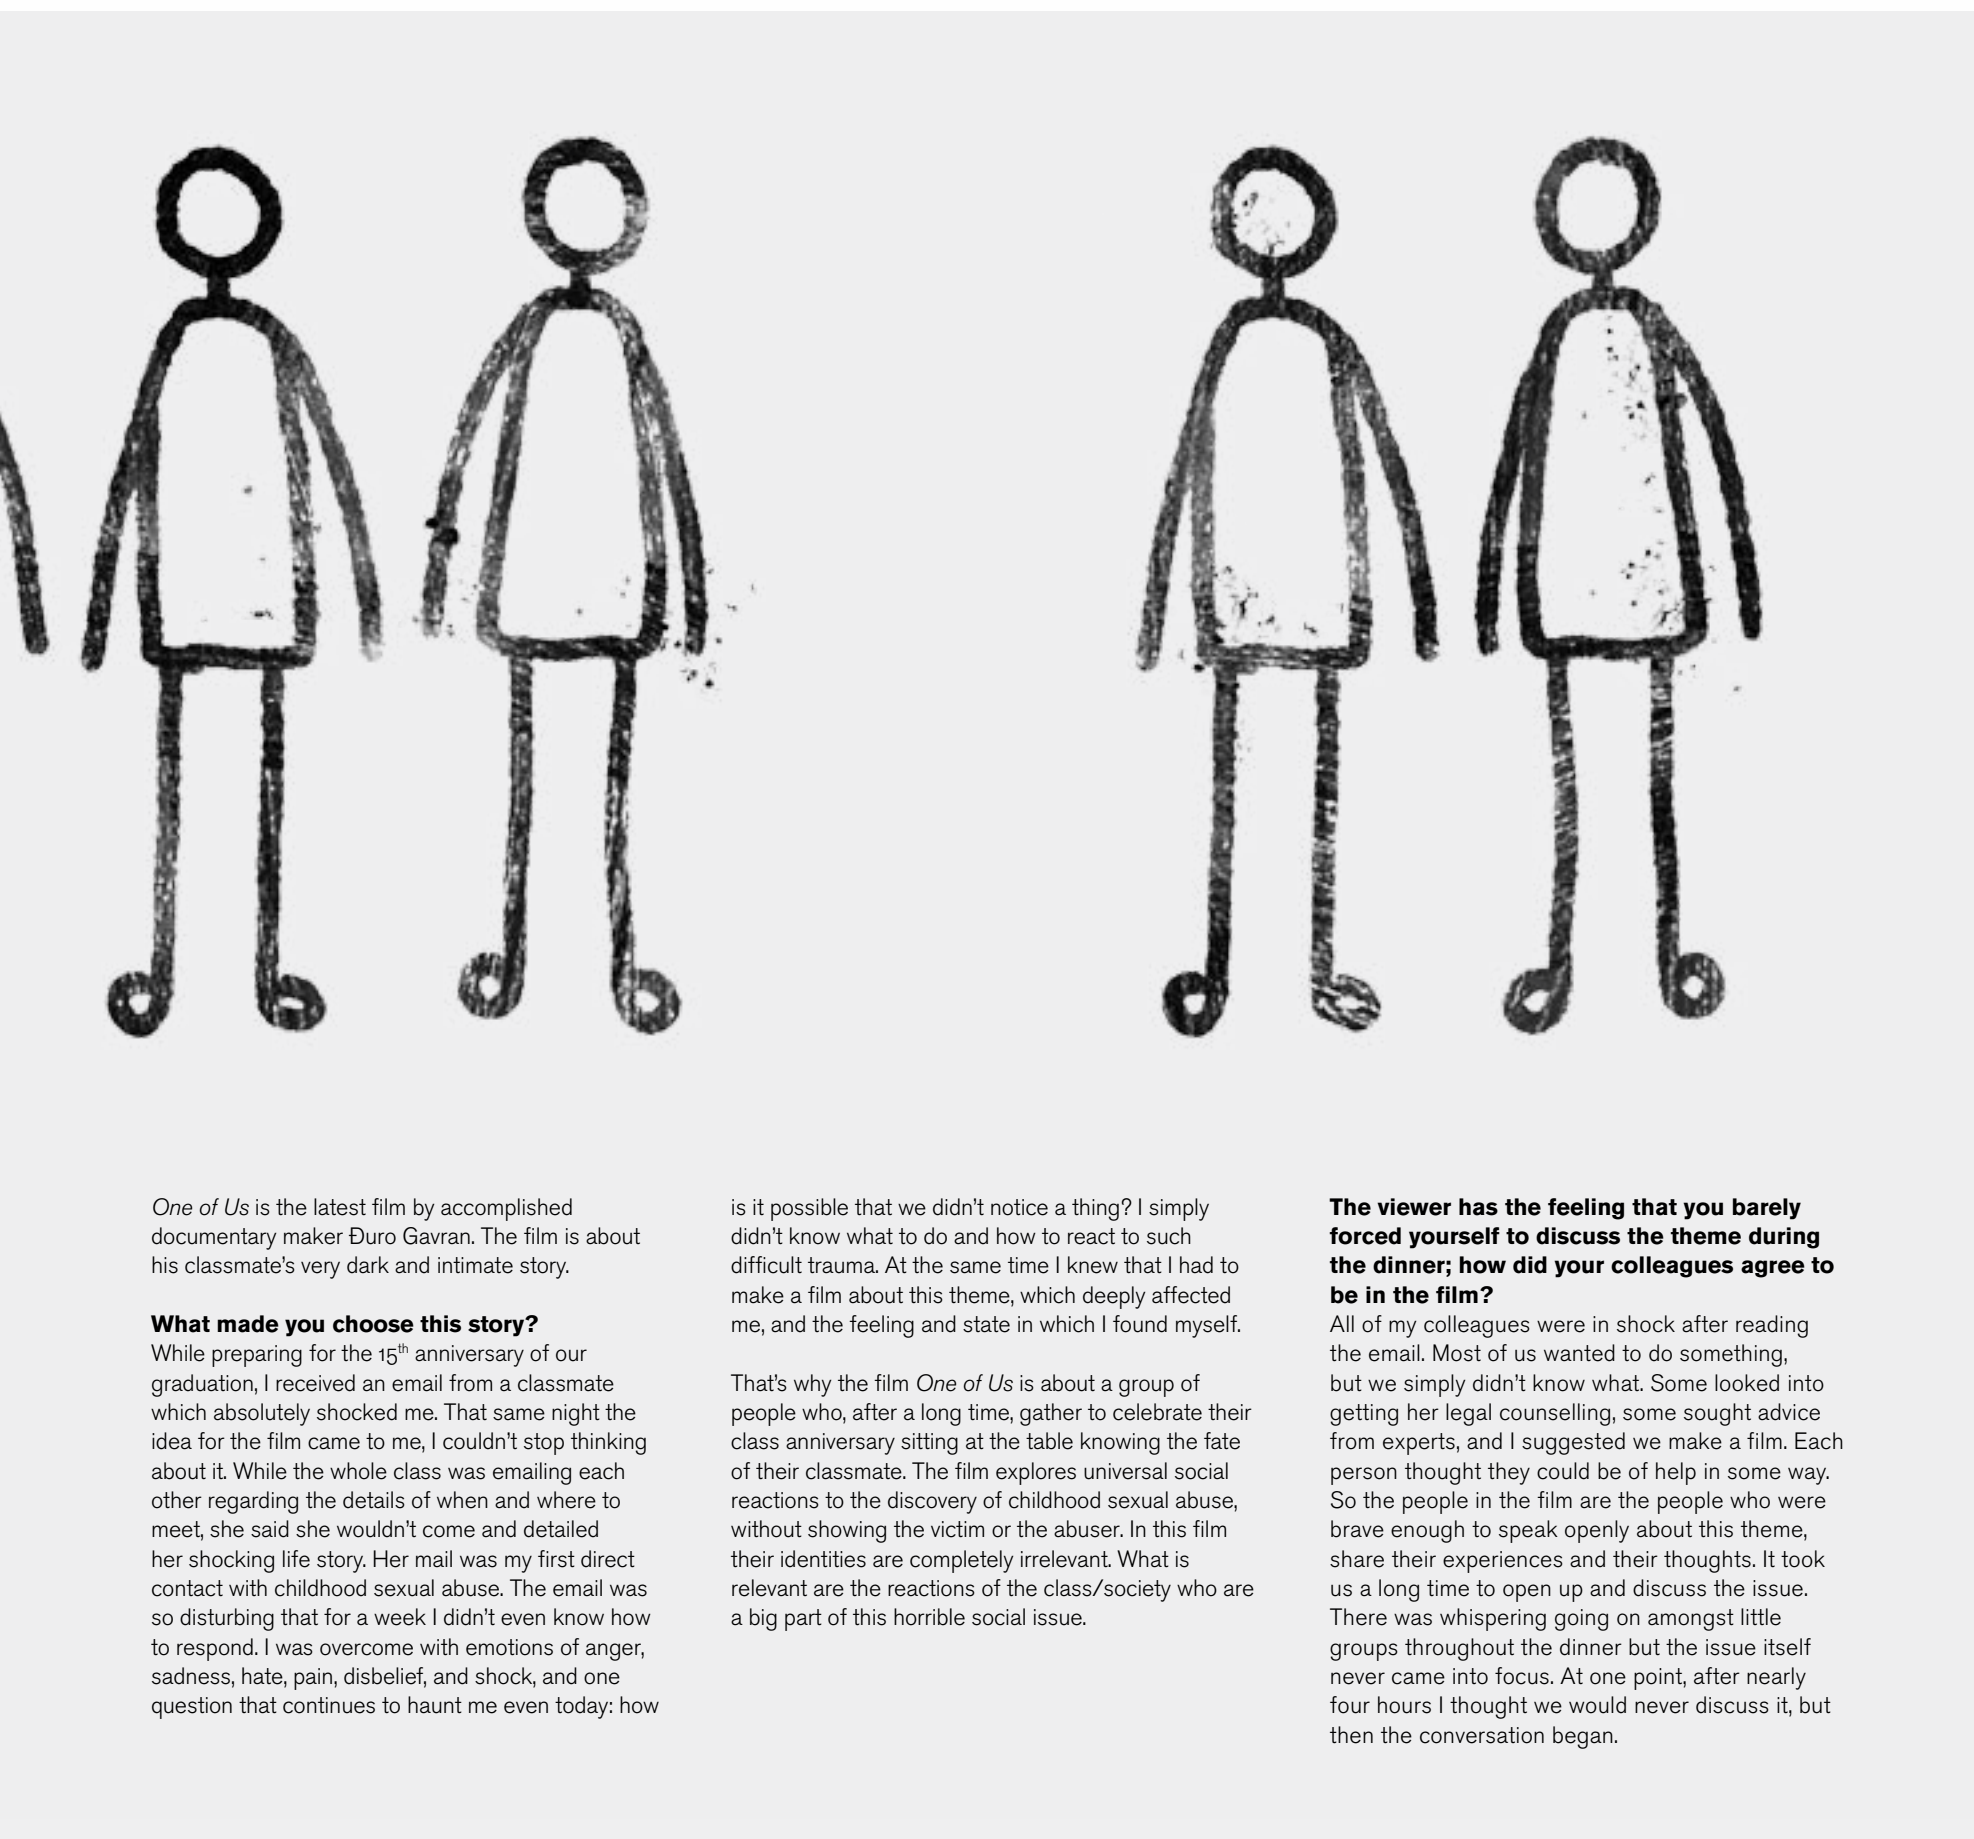 One of Us is the latest film by accomplished
documentary maker Đuro Gavran. The film is about
his classmate’s very dark and intimate story.
What made you choose this story?
While preparing for the 15th anniversary of our
graduation, I received an email from a classmate
which absolutely shocked me. That same night the
idea for the film came to me, I couldn’t stop thinking
about it. While the whole class was emailing each
other regarding the details of when and where to
meet, she said she wouldn’t come and detailed
her shocking life story. Her mail was my first direct
contact with childhood sexual abuse. The email was
so disturbing that for a week I didn’t even know how
to respond. I was overcome with emotions of anger,
sadness, hate, pain, disbelief, and shock, and one
question that continues to haunt me even today: how
is it possible that we didn’t notice a thing? I simply
didn’t know what to do and how to react to such
difficult trauma. At the same time I knew that I had to
make a film about this theme, which deeply affected
me, and the feeling and state in which I found myself.
That’s why the film One of Us is about a group of
people who, after a long time, gather to celebrate their
class anniversary sitting at the table knowing the fate
of their classmate. The film explores universal social
reactions to the discovery of childhood sexual abuse,
without showing the victim or the abuser. In this film
their identities are completely irrelevant. What is
relevant are the reactions of the class/society who are
a big part of this horrible social issue.
The viewer has the feeling that you barely
forced yourself to discuss the theme during
the dinner; how did your colleagues agree to
be in the film?
All of my colleagues were in shock after reading
the email. Most of us wanted to do something,
but we simply didn’t know what. Some looked into
getting her legal counselling, some sought advice
from experts, and I suggested we make a film. Each
person thought they could be of help in some way.
So the people in the film are the people who were
brave enough to speak openly about this theme,
share their experiences and their thoughts. It took
us a long time to open up and discuss the issue.
There was whispering going on amongst little
groups throughout the dinner but the issue itself
never came into focus. At one point, after nearly
four hours I thought we would never discuss it, but
then the conversation began.